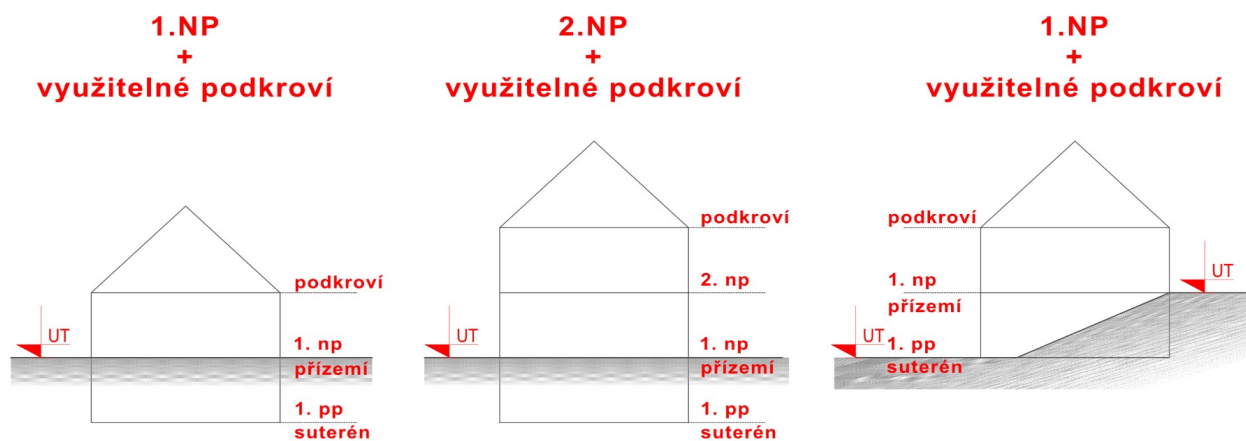 1.NP
+
využitelné podkroví
podkroví
UT
1. np
přízemí
1. pp
suterén
2.NP
+
využitelné podkroví
podkroví
2. np
UT
1. np
přízemí
1. pp
suterén
1.NP
+
využitelné podkroví
podkroví
1. np
přízemí
UT
UT
1. pp
suterén